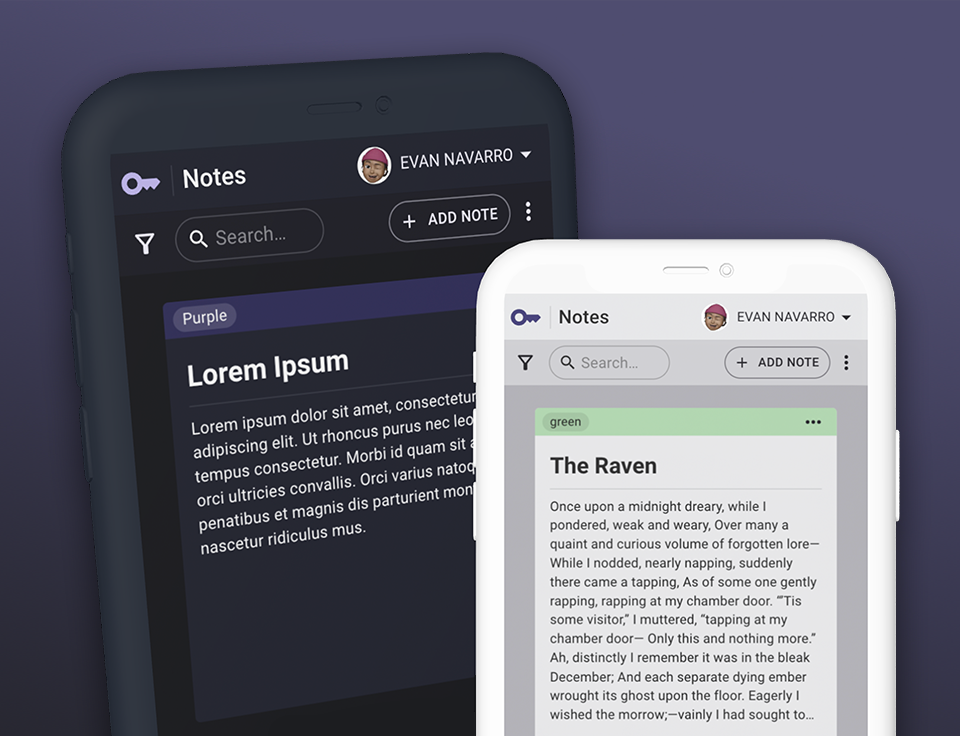 Notes
EVAN NAVARRO
Search...
+ ADD NOTE
Purple
Lorem Ipsum
Lorem ipsum dolor sit amet, consectetur
adipiscing elit. Ut rhoncus purus nec leo
tempus consectetur. Morbi id quam sit
orci ultricies convallis. Orci varius
penatibus et magnis dis parturient
nascetur ridiculus mus.
Notes
EVAN NAVARRO
Search...
+ ADD NOTE
green
The Raven
Once upon a midnight dreary, while I
pondered, weak and weary, Over many a
quaint and curious volume of forgotten lore—
While I nodded, nearly napping, suddenly
there came a tapping, As of some one gently
rapping, rapping at my chamber door. “’Tis
some visitor,” I muttered, “tapping at my
chamber door— Only this and nothing more.”
Ah, distinctly I remember it was in the bleak
December; And each separate dying ember
wrought its ghost upon the floor. Eagerly I
wished the morrow;—vainly I had sought to…